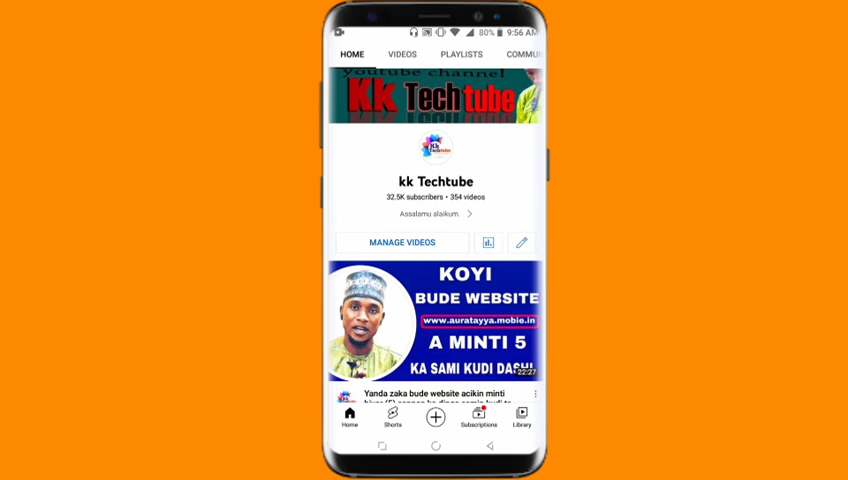 80% 9:56 AM
HOME VIDEOS PLAYLISTS COMMUN
youtube channel
Kk Techtube
kk Techtube
32.5K subscribers • 354 videos
Assalamu alaikum.
MANAGE VIDEOS
KOYI
BUDE WEBSITE
www.auratayya.mobie.in
A MINTI 5
KA SAMI KUDI DASHI
22:27
Yanda zaka bude website acikin minti
Home Shorts Subscriptions Library